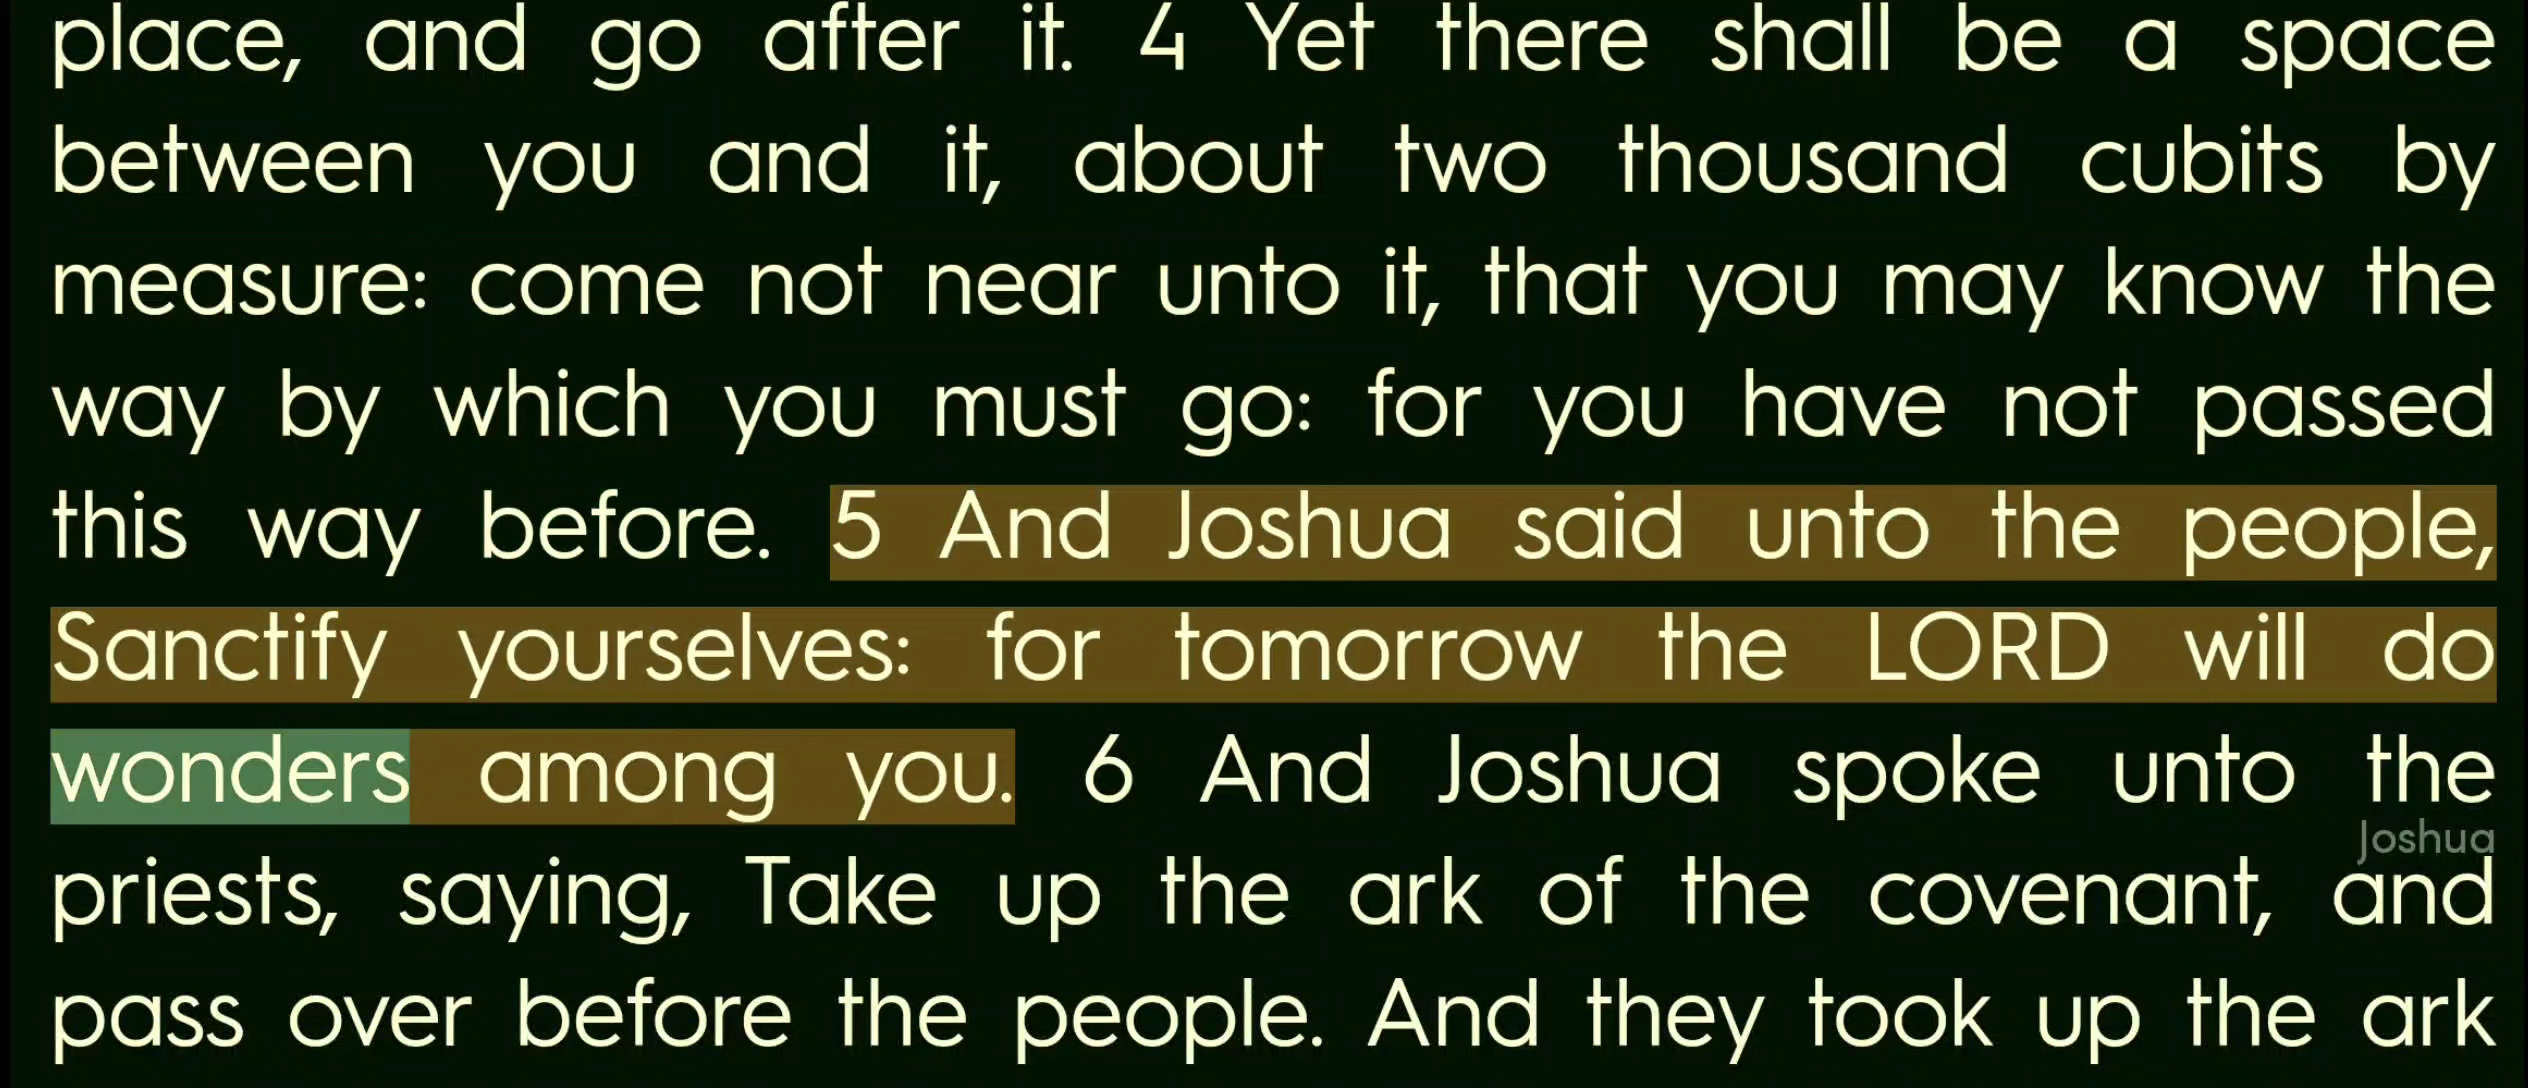 place, and go after it. 4 Yet there shall be a space
between you and it, about two thousand cubits by
measure: come not near unto it, that you may know the
way by which you must go: for you have not passed
this way before. 5 And Joshua said unto the people,
Sanctify yourselves: for tomorrow the LORD will do
wonders among you. 6 And Joshua spoke unto the
Joshua
priests, saying, Take up the ark of the covenant, and
pass over before the people. And they took up the ark